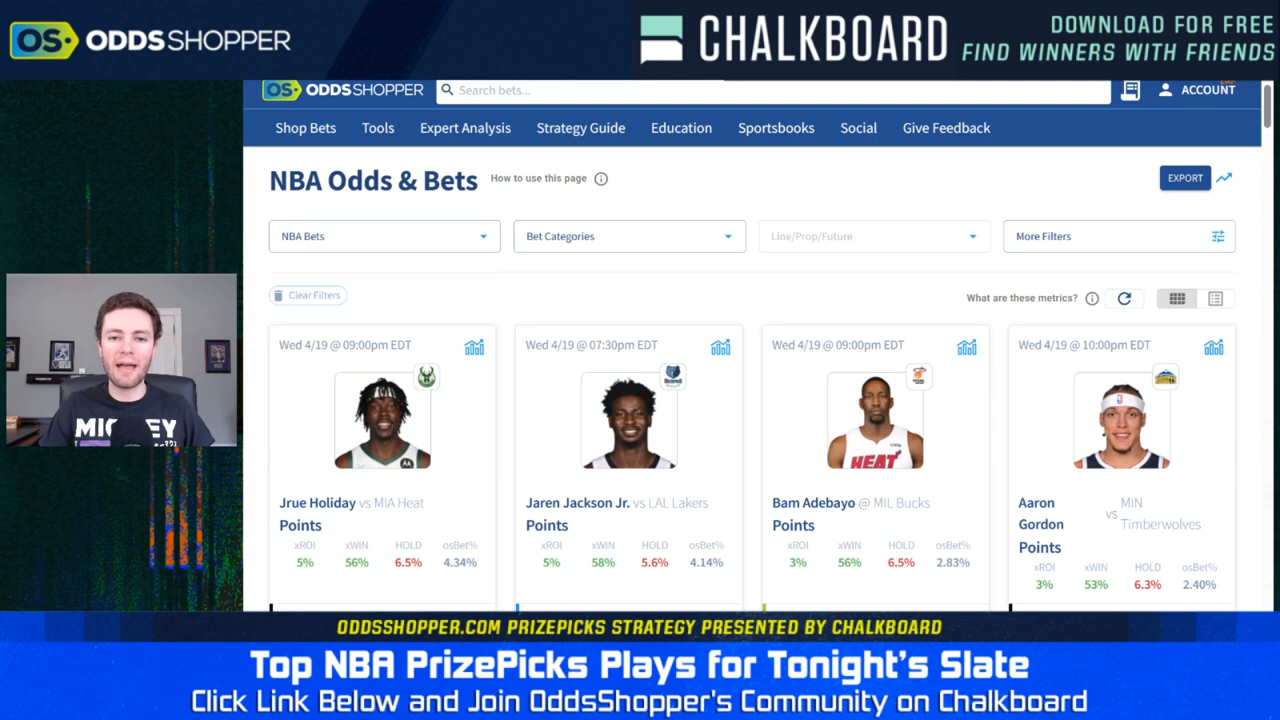 OS ODDSSHOPPER
CHALKBOARD
DOWNLOAD FOR FREE
FIND WINNERS WITH FRIENDS
OS ODDSSHOPPER
Search bets...
ACCOUNT
Shop Bets Tools Expert Analysis Strategy Guide Education Sportsbooks Social Give Feedback
NBA Odds & Bets
How to use this page
EXPORT
NBA Bets
Bet Categories
Line/Prop/Future
More Filters
Clear Filters
What are these metrics?
Wed 4/19 @ 09:00pm EDT
Jrue Holiday vs MIA Heat
Points
xROI xWIN HOLD osBet%
5% 56% 6.5% 4.34%
Wed 4/19 @ 07:30pm EDT
Jaren Jackson Jr. vs LAL Lakers
Points
xROI xWIN HOLD osBet%
5% 58% 5.6% 4.14%
Wed 4/19 @ 09:00pm EDT
HEAT
Bam Adebayo @ MIL Bucks
Points
xROI xWIN HOLD osBet%
3% 56% 6.5% 2.83%
Wed 4/19 @ 10:00pm EDT
Aaron Gordon vs MIN Timberwolves
Points
xROI xWIN HOLD osBet%
3% 53% 6.3% 2.40%
ODDSSHOPPER.COM PRIZEPICKS STRATEGY PRESENTED BY CHALKBOARD
Top NBA PrizePicks Plays for Tonight's Slate
Click Link Below and Join OddsShopper's Community on Chalkboard